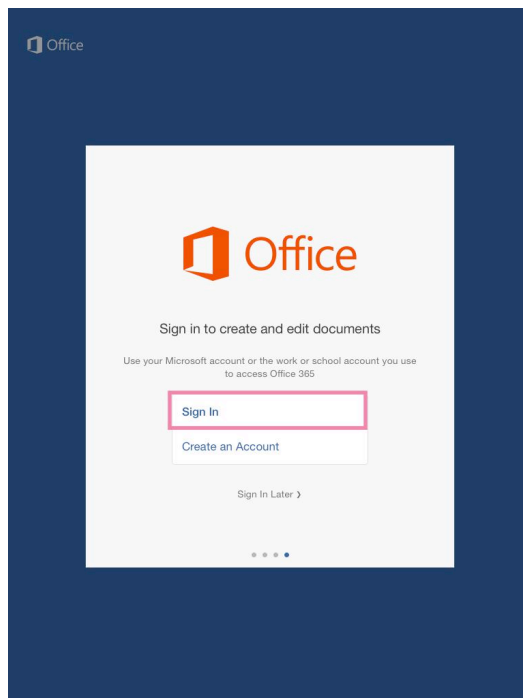 Office
Office
Sign in to create and edit documents
Use your Microsoft account or the work or school account you use
to access Office 365
Sign In
Create an Account
Sign In Later ❯